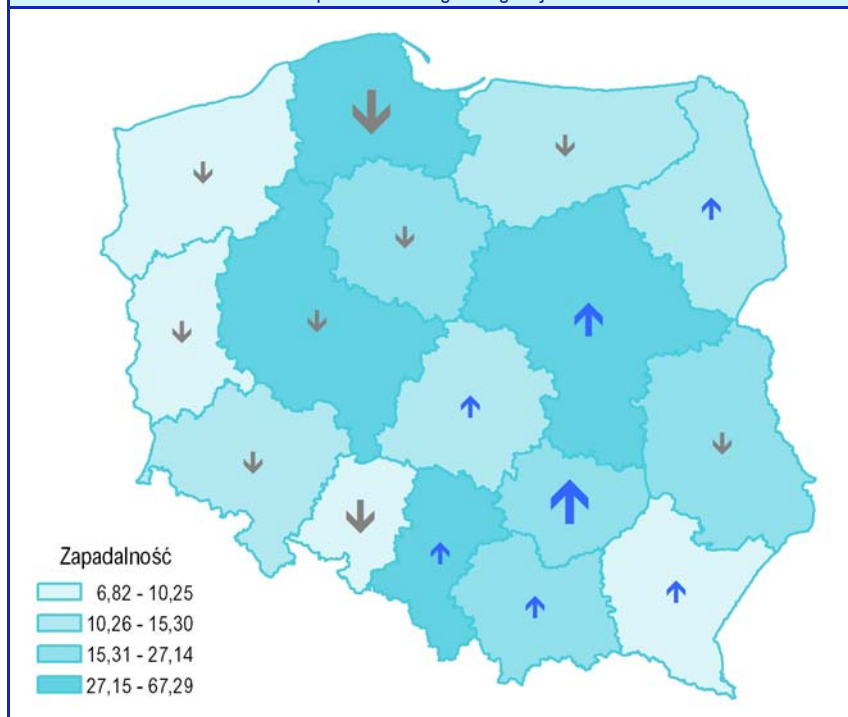 Zapadalność
6,82 - 10,25
10,26 - 15,30
15,31 - 27,14
27,15 - 67,29